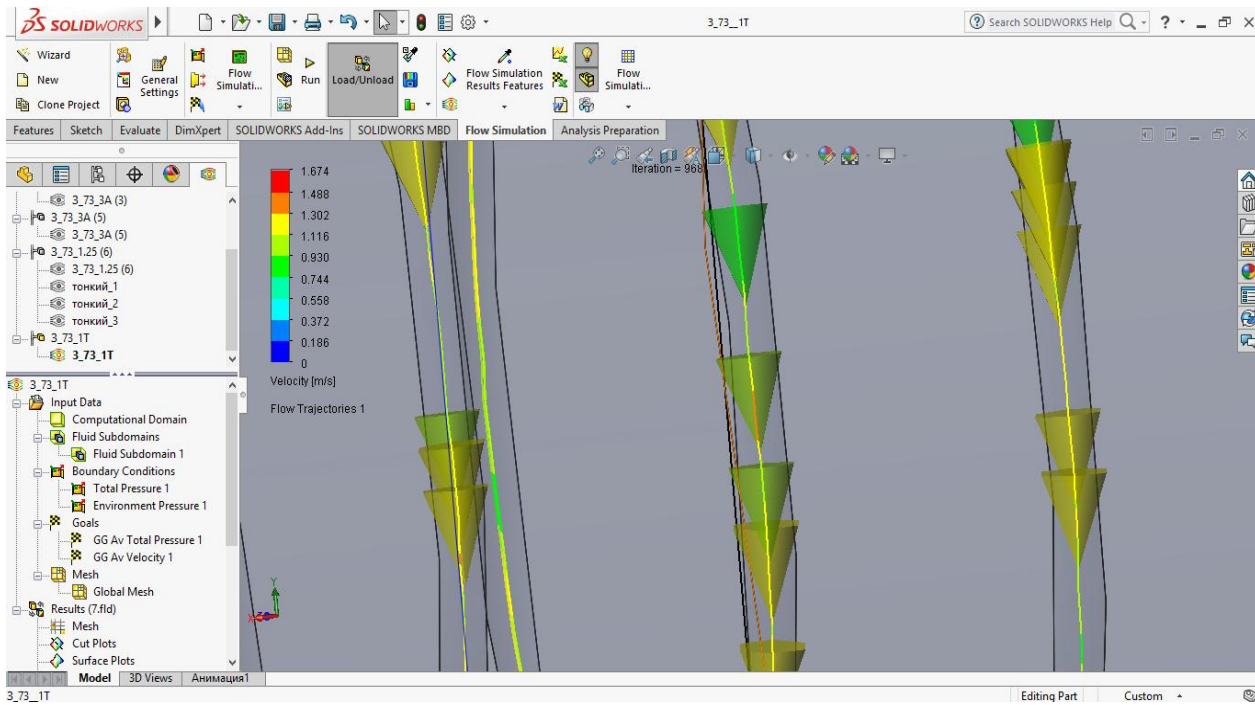 SOLIDWORKS
3_73__1T
Search SOLIDWORKS Help
Wizard
New
Clone Project
General Settings
Flow Simulati...
Run
Load/Unload
Flow Simulation Results Features
Flow Simulati...
Features Sketch Evaluate DimXpert SOLIDWORKS Add-Ins SOLIDWORKS MBD Flow Simulation Analysis Preparation
3_73_3A (3)
3_73_3A (5)
3_73_3A (5)
3_73_1.25 (6)
3_73_1.25 (6)
тонкий_1
тонкий_2
тонкий_3
3_73_1T
3_73_1T
3_73_1T
Input Data
Computational Domain
Fluid Subdomains
Fluid Subdomain 1
Boundary Conditions
Total Pressure 1
Environment Pressure 1
Goals
GG Av Total Pressure 1
GG Av Velocity 1
Mesh
Global Mesh
Results (7.fld)
Mesh
Cut Plots
Surface Plots
1.674
1.488
1.302
1.116
0.930
0.744
0.558
0.372
0.186
0
Velocity [m/s]
Flow Trajectories 1
Iteration = 968
Y
Model 3D Views Анимация1
3_73__1T
Editing Part Custom